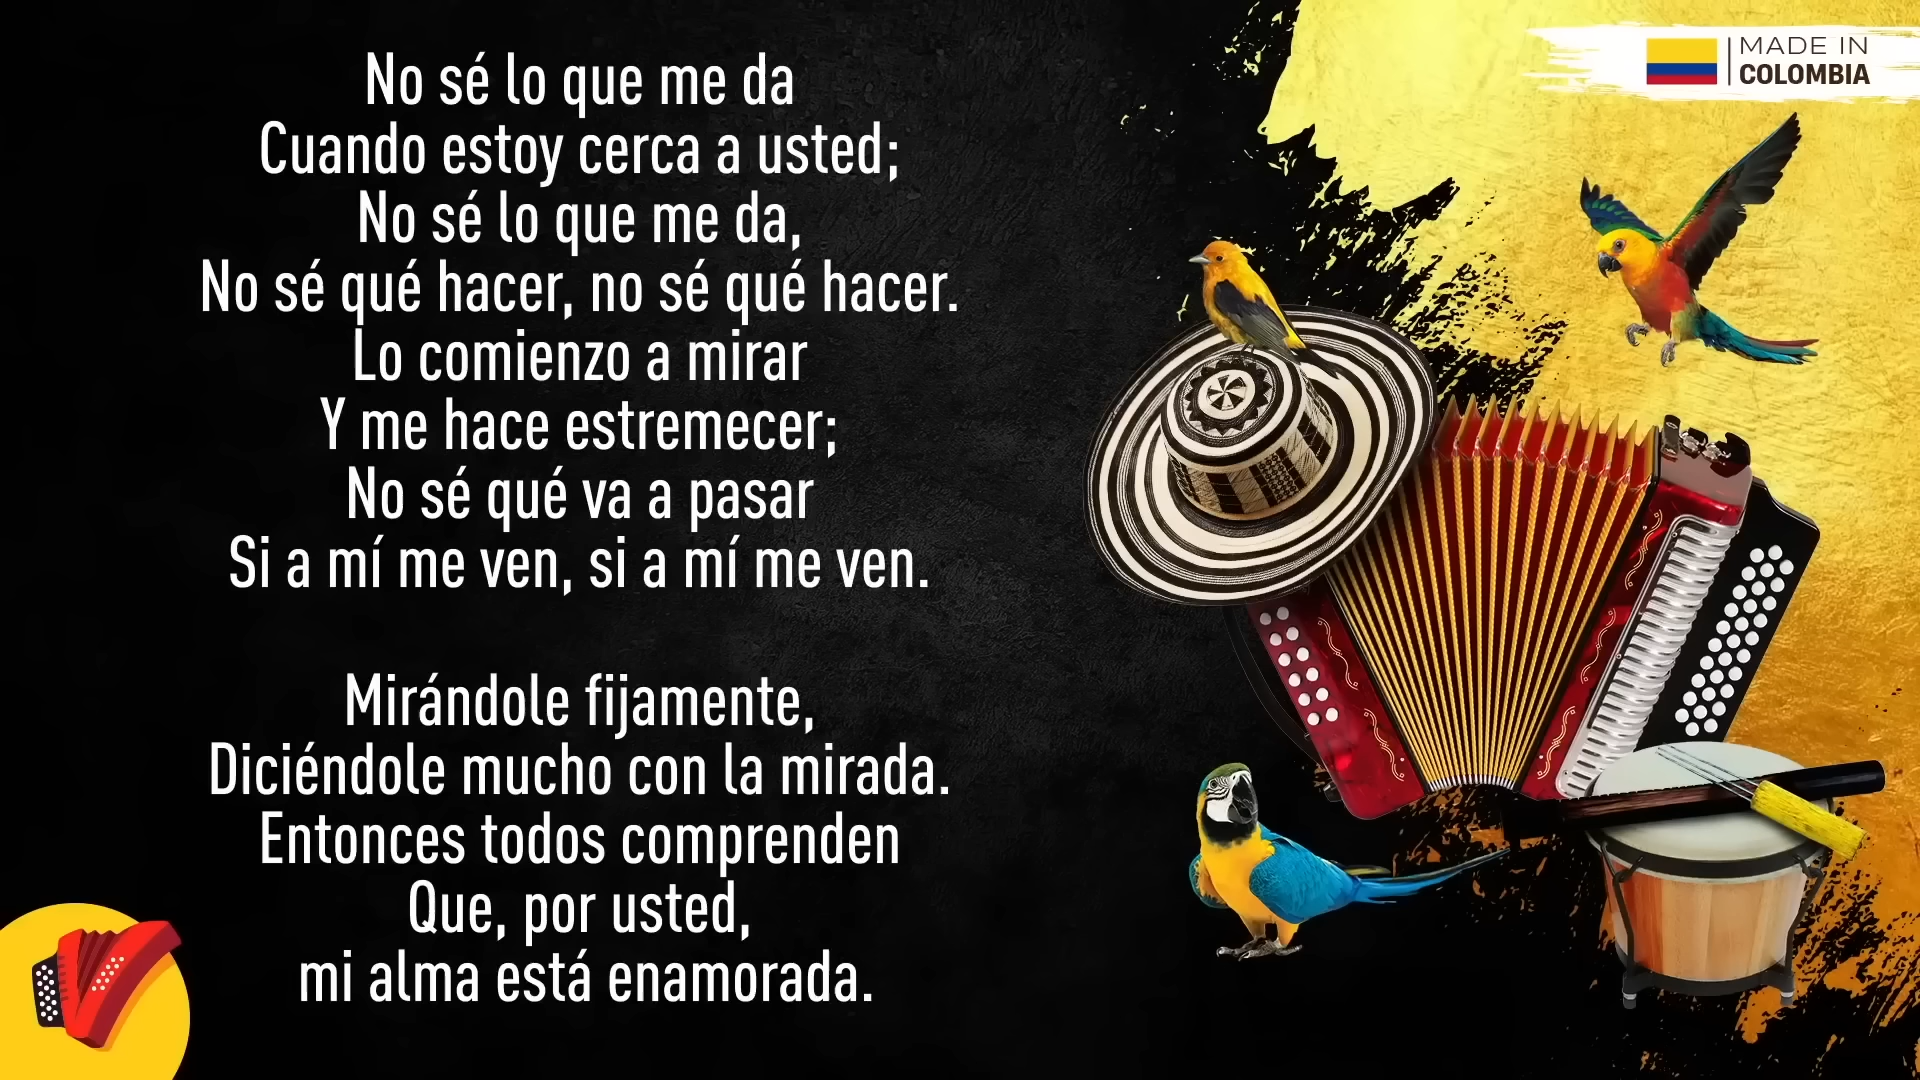 No sé lo que me da
Cuando estoy cerca a usted;
No sé lo que me da,
No sé qué hacer, no sé qué hacer.
Lo comienzo a mirar
Y me hace estremecer;
No sé qué va a pasar
Si a mí me ven, si a mí me ven.
Mirándole fijamente,
Diciéndole mucho con la mirada.
Entonces todos comprenden
Que, por usted,
mi alma está enamorada.
MADE IN
COLOMBIA